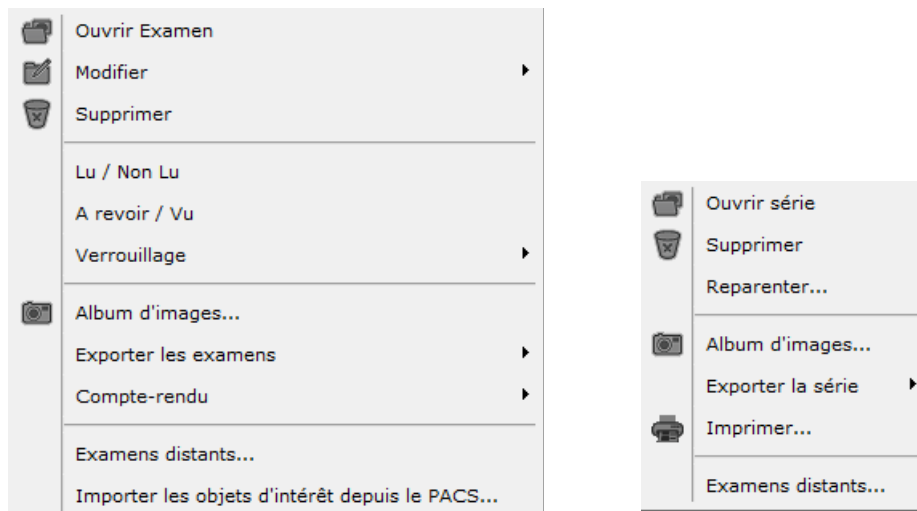 Ouvrir Examen
Modifier
Supprimer
Lu / Non Lu
A revoir / Vu
Verrouillage
Album d'images...
Exporter les examens
Compte-rendu
Examens distants...
Importer les objets d'intérêt depuis le PACS...
Ouvrir série
Supprimer
Reparenter...
Album d'images...
Exporter la série
Imprimer...
Examens distants...